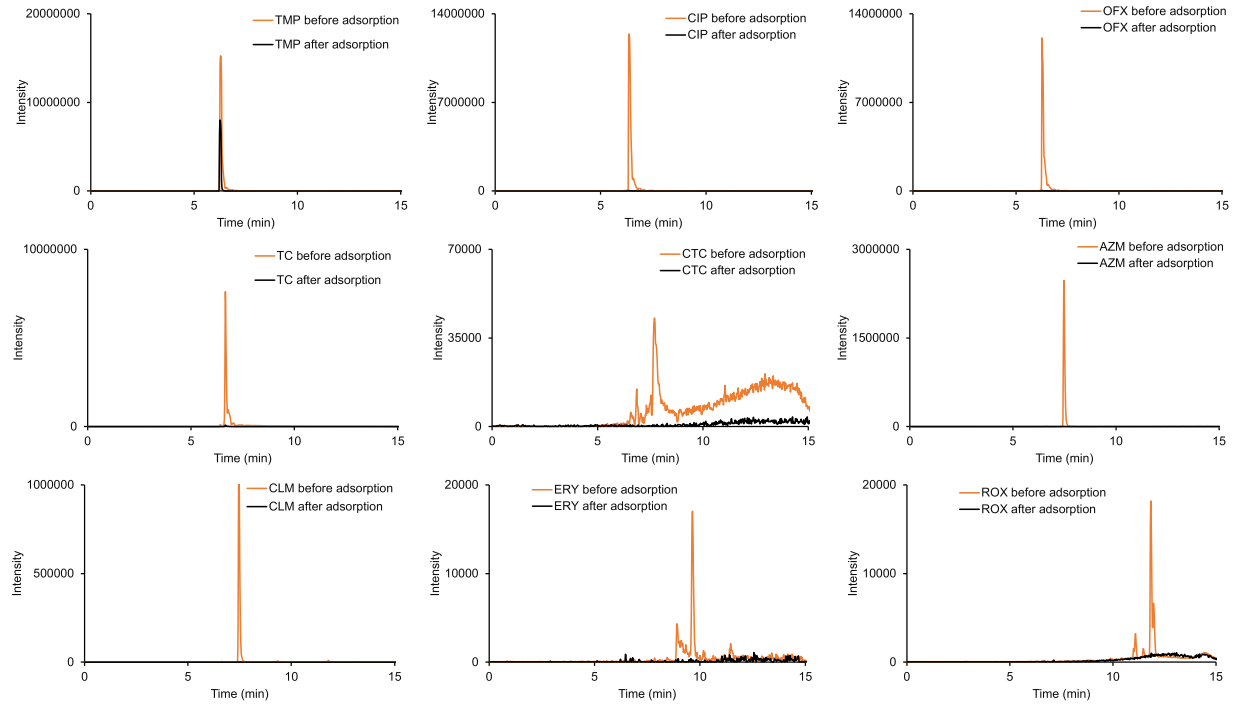 20000000
10000000
0
Intensity
TMP before adsorption
TMP after adsorption
0 5 10 15
Time (min)
14000000
7000000
0
Intensity
CIP before adsorption
CIP after adsorption
0 5 10 15
Time (min)
14000000
7000000
0
Intensity
OFX before adsorption
OFX after adsorption
0 5 10 15
Time (min)
10000000
5000000
0
Intensity
TC before adsorption
TC after adsorption
0 5 10 15
Time (min)
70000
35000
0
Intensity
CTC before adsorption
CTC after adsorption
0 5 10 15
Time (min)
3000000
1500000
0
Intensity
AZM before adsorption
AZM after adsorption
0 5 10 15
Time (min)
1000000
500000
0
Intensity
CLM before adsorption
CLM after adsorption
0 5 10 15
Time (min)
20000
10000
0
Intensity
ERY before adsorption
ERY after adsorption
0 5 10 15
Time (min)
20000
10000
0
Intensity
ROX before adsorption
ROX after adsorption
0 5 10 15
Time (min)